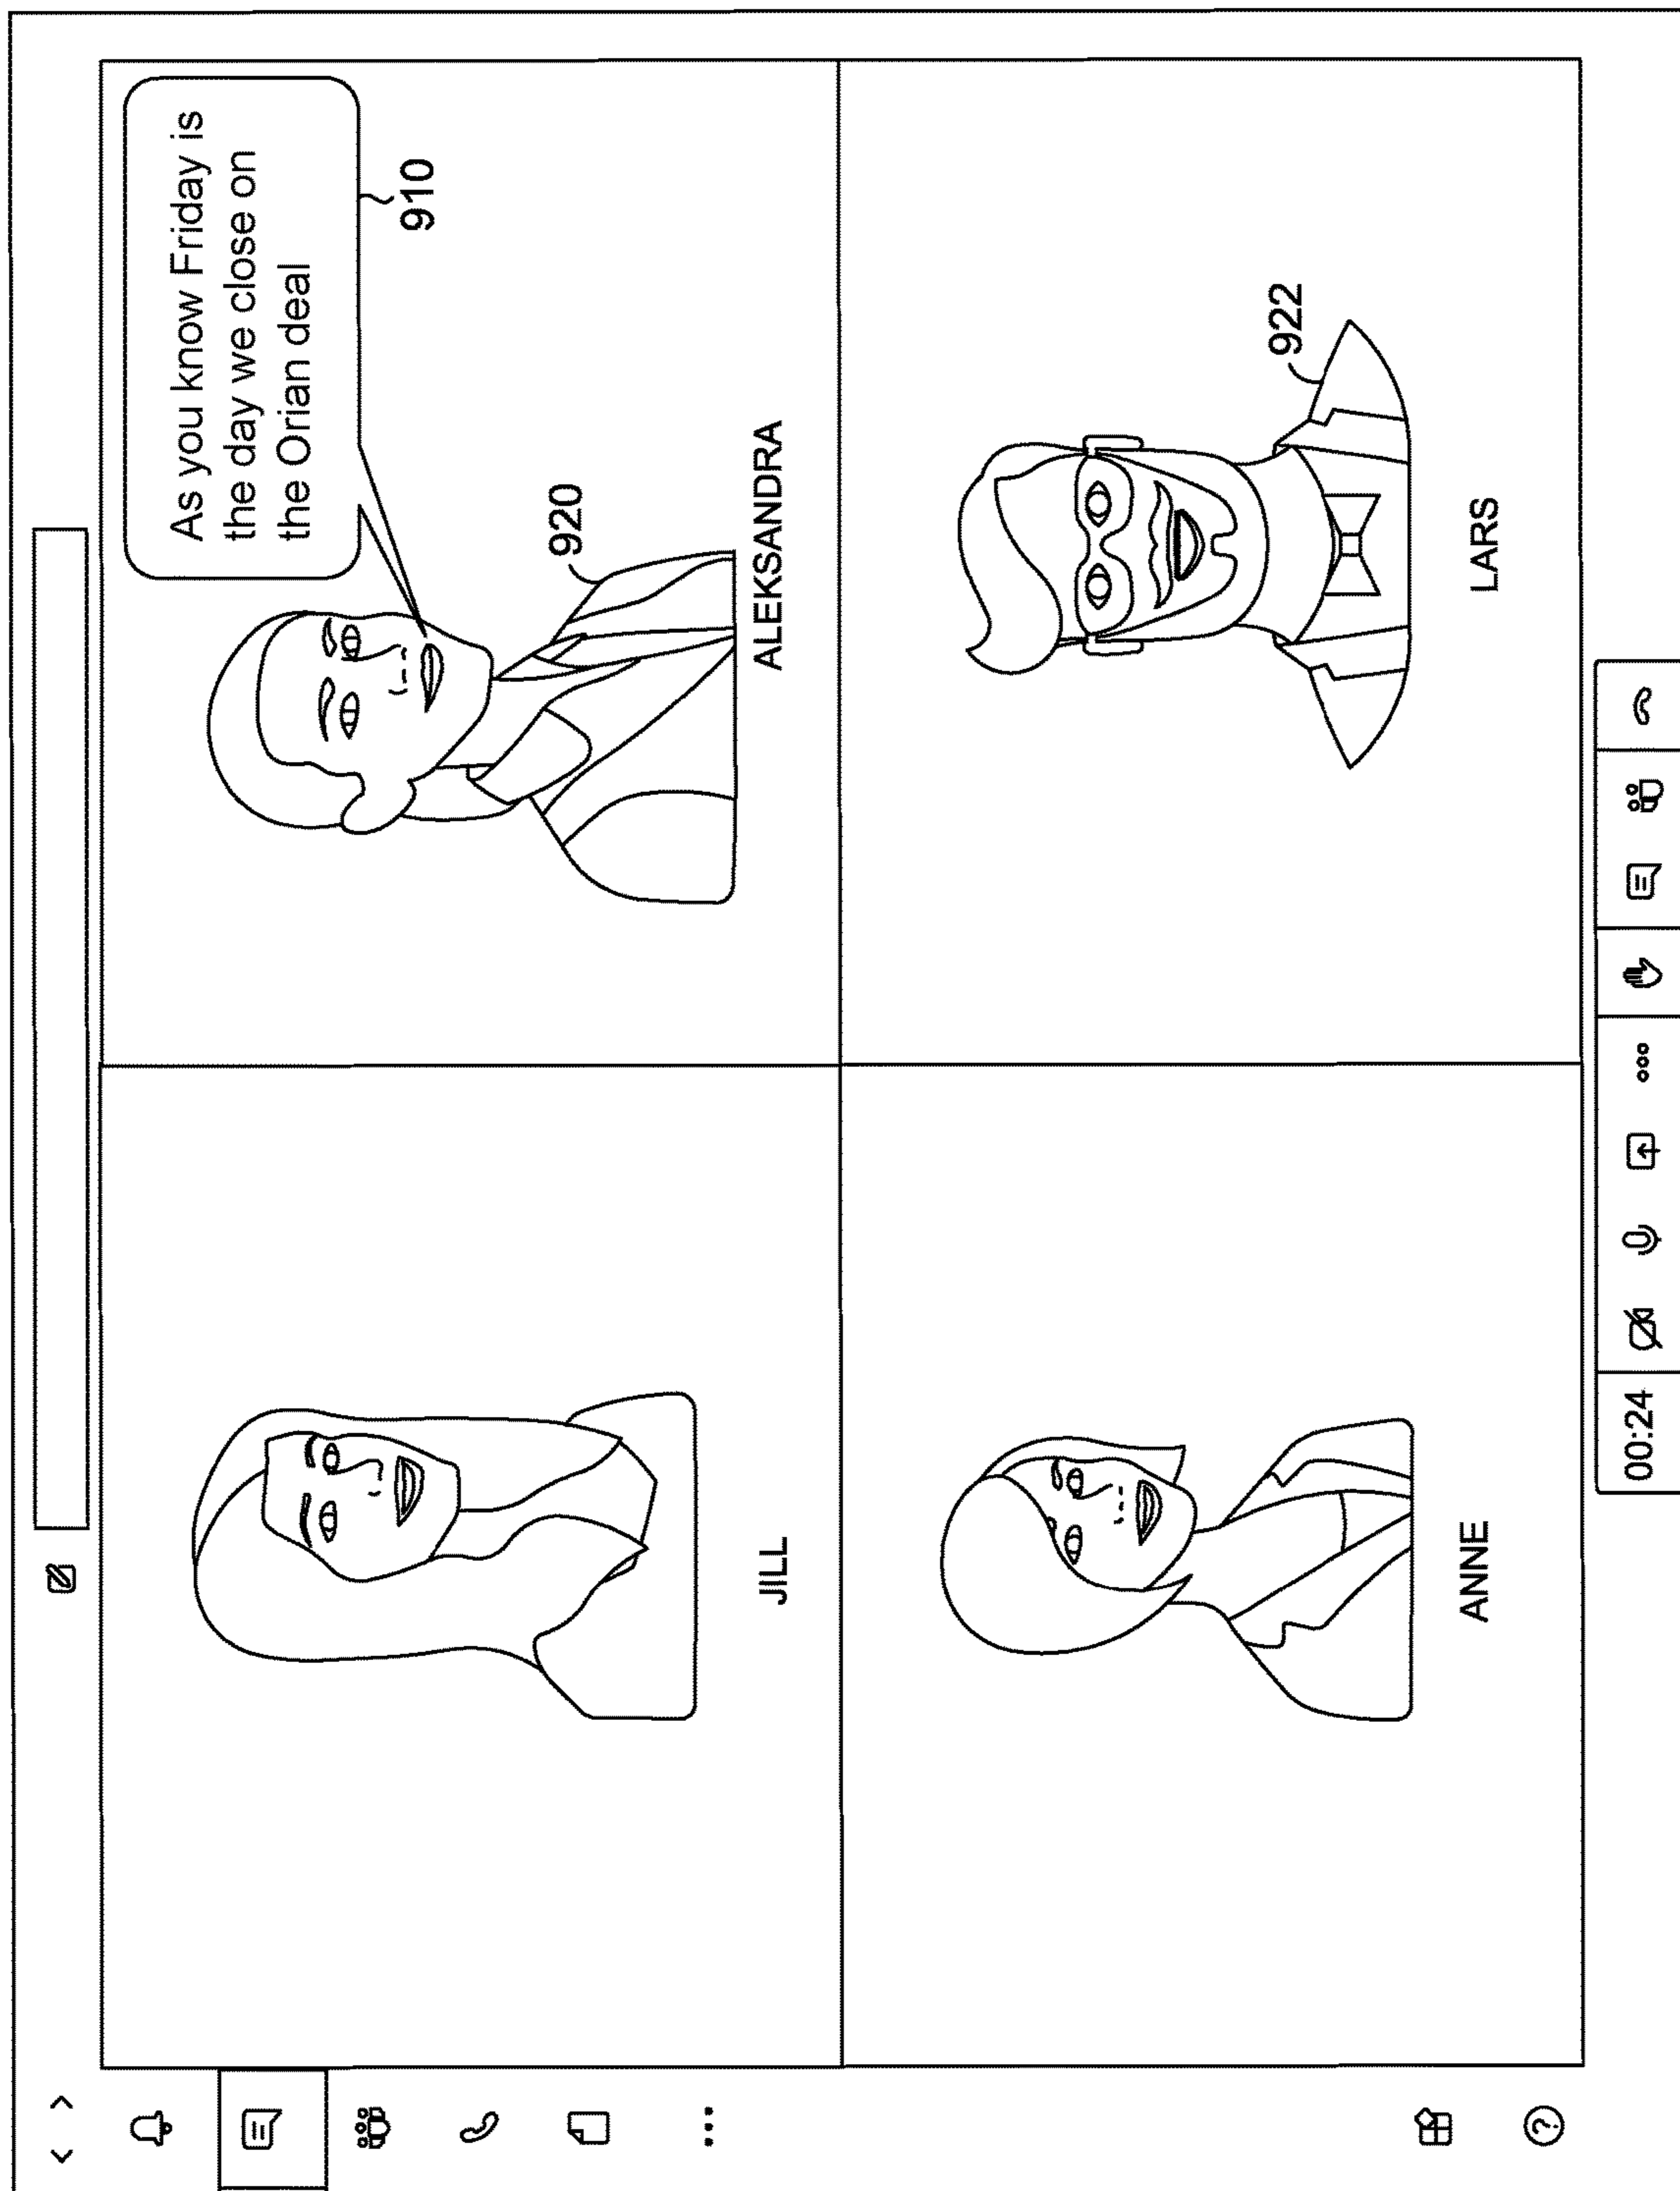 As you know Friday is
the day we close on
the Orian deal
910
920
JILL
ALEKSANDRA
922
ANNE
LARS
00:24